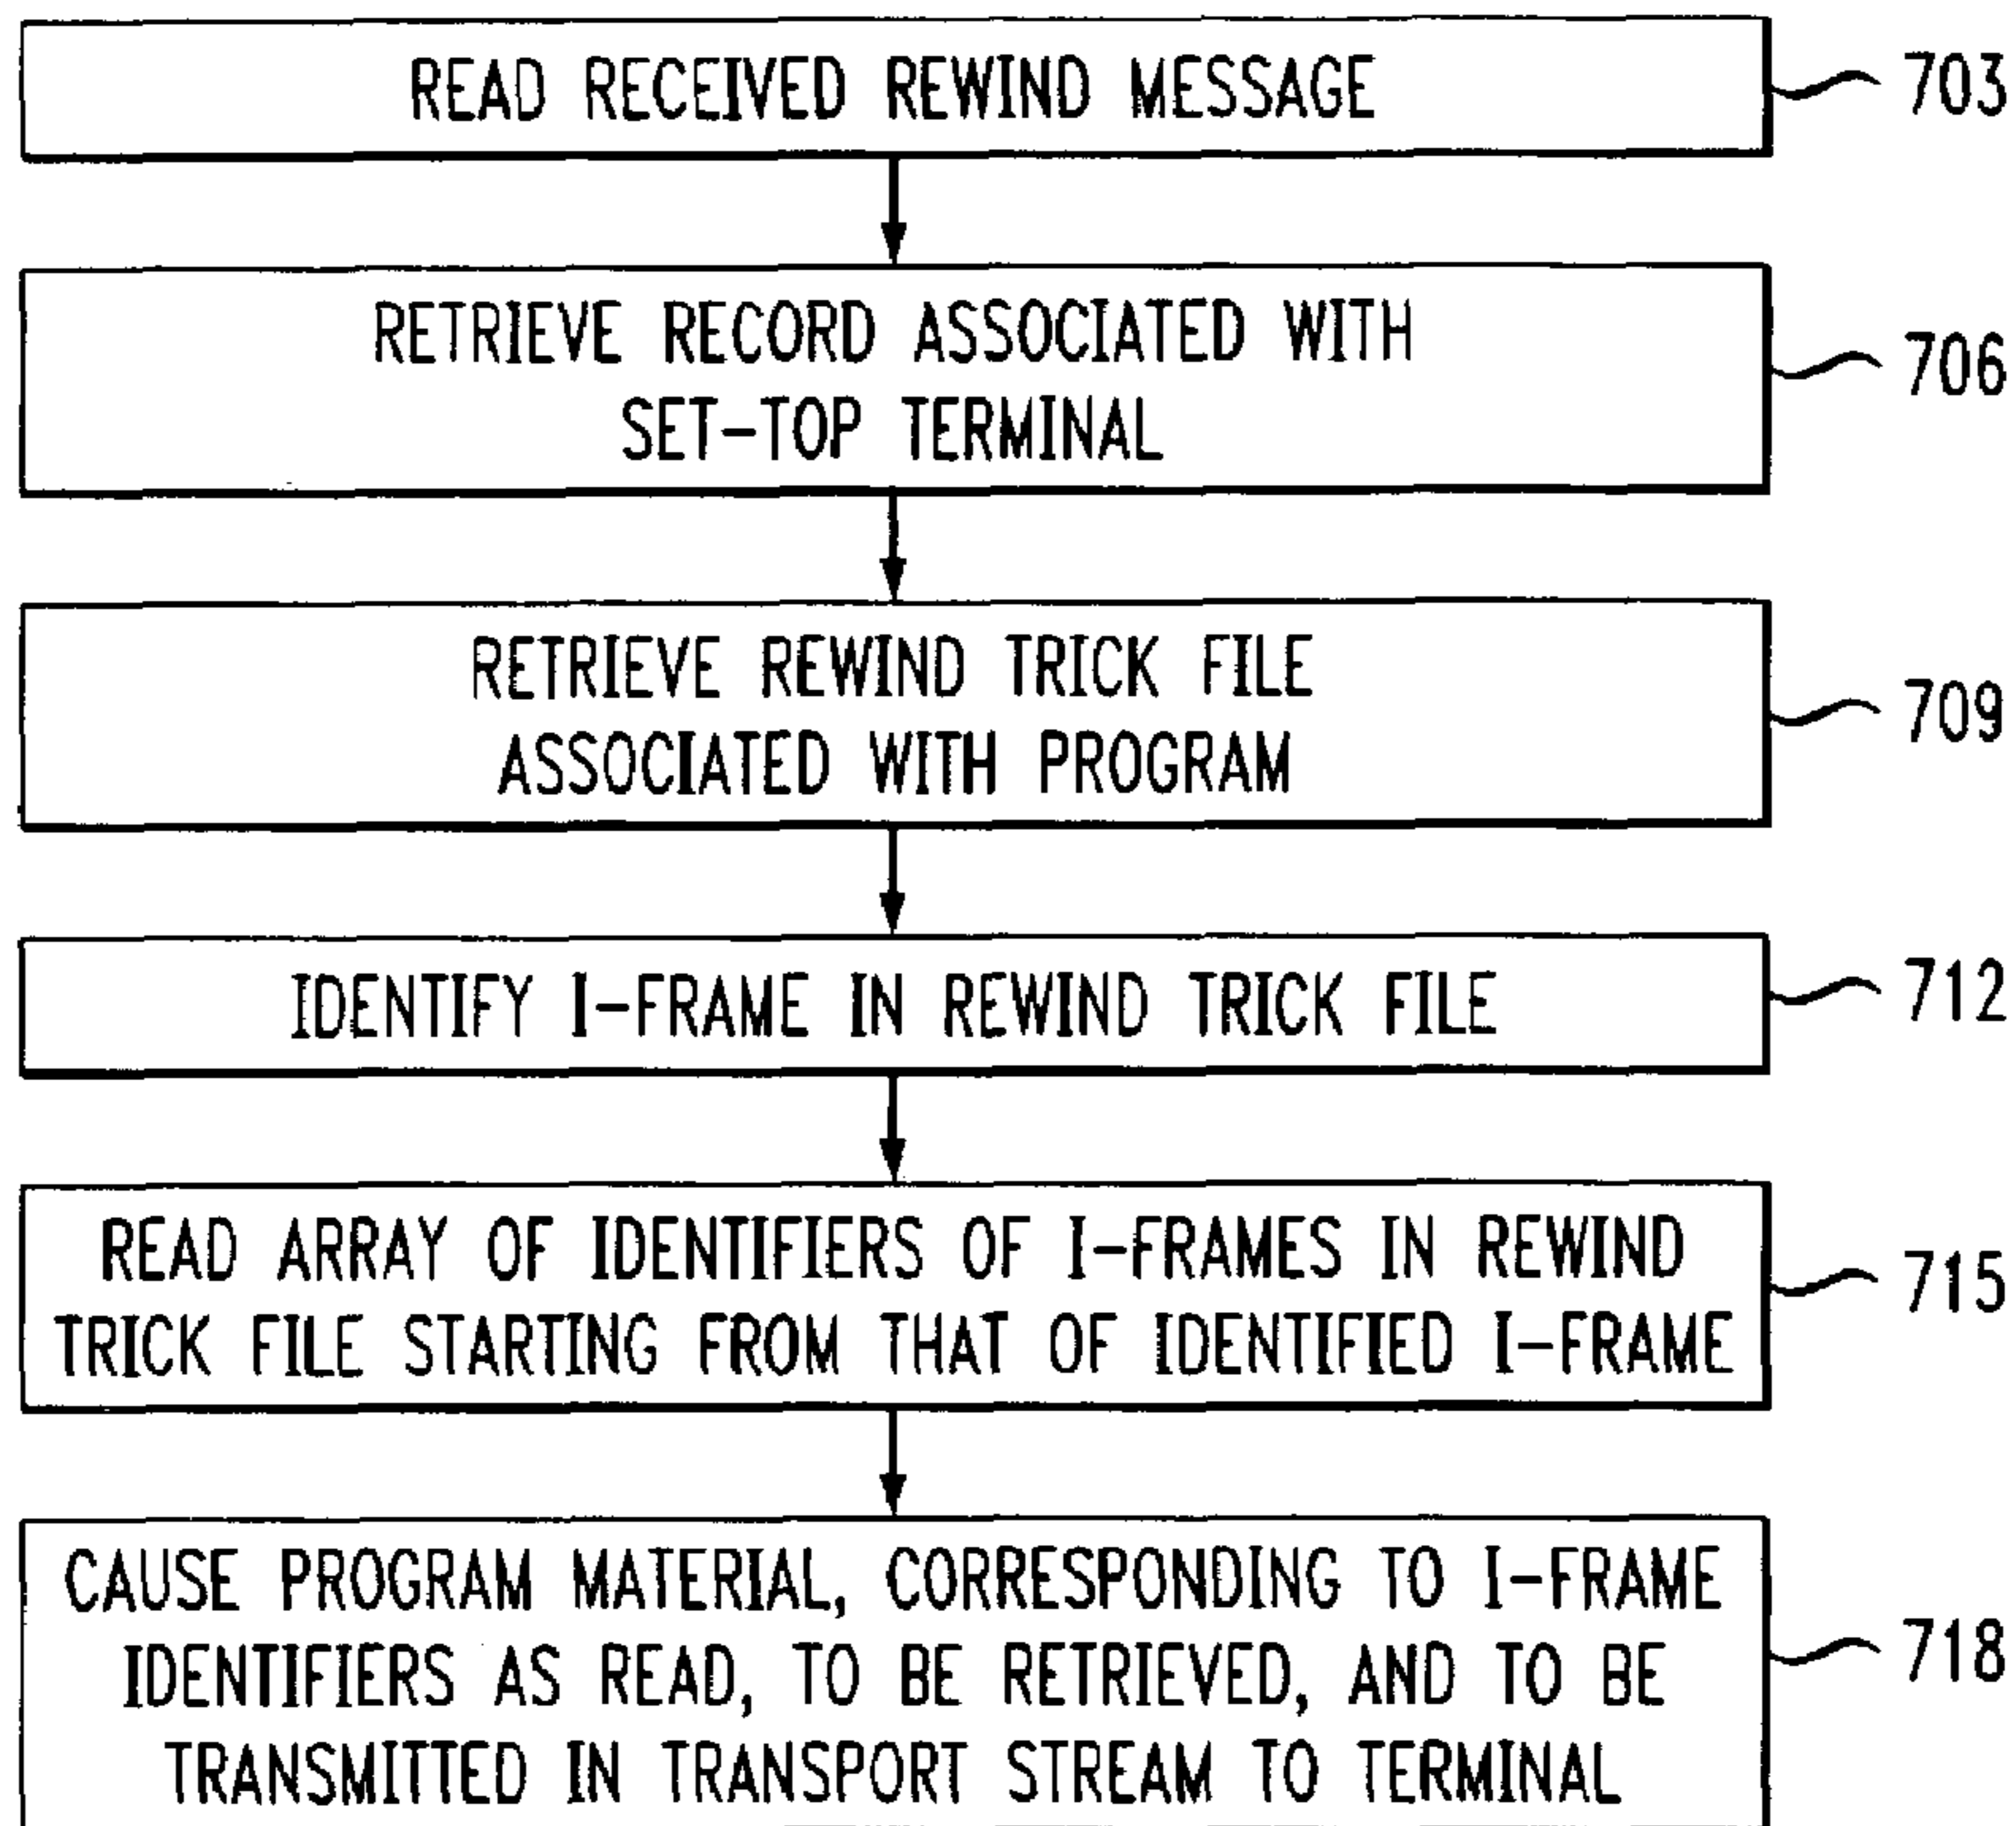 READ RECEIVED REWIND MESSAGE
703
RETRIEVE RECORD ASSOCIATED WITH
SET-TOP TERMINAL
706
RETRIEVE REWIND TRICK FILE
ASSOCIATED WITH PROGRAM
709
IDENTIFY I-FRAME IN REWIND TRICK FILE
712
READ ARRAY OF IDENTIFIERS OF I-FRAMES IN REWIND
TRICK FILE STARTING FROM THAT OF IDENTIFIED I-FRAME
715
CAUSE PROGRAM MATERIAL, CORRESPONDING TO I-FRAME
IDENTIFIERS AS READ, TO BE RETRIEVED, AND TO BE
TRANSMITTED IN TRANSPORT STREAM TO TERMINAL
718